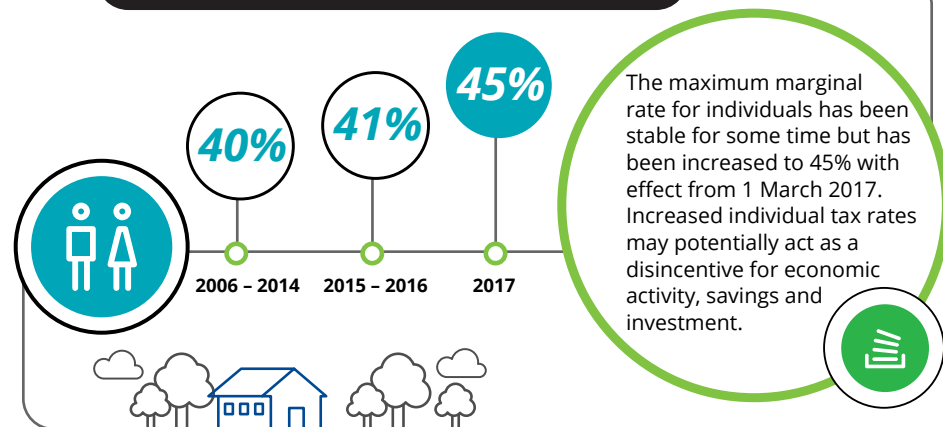 40%
41%
45%
2006 – 2014
2015 – 2016
2017
The maximum marginal
rate for individuals has been
stable for some time but has
been increased to 45% with
effect from 1 March 2017.
Increased individual tax rates
may potentially act as a
disincentive for economic
activity, savings and
investment.